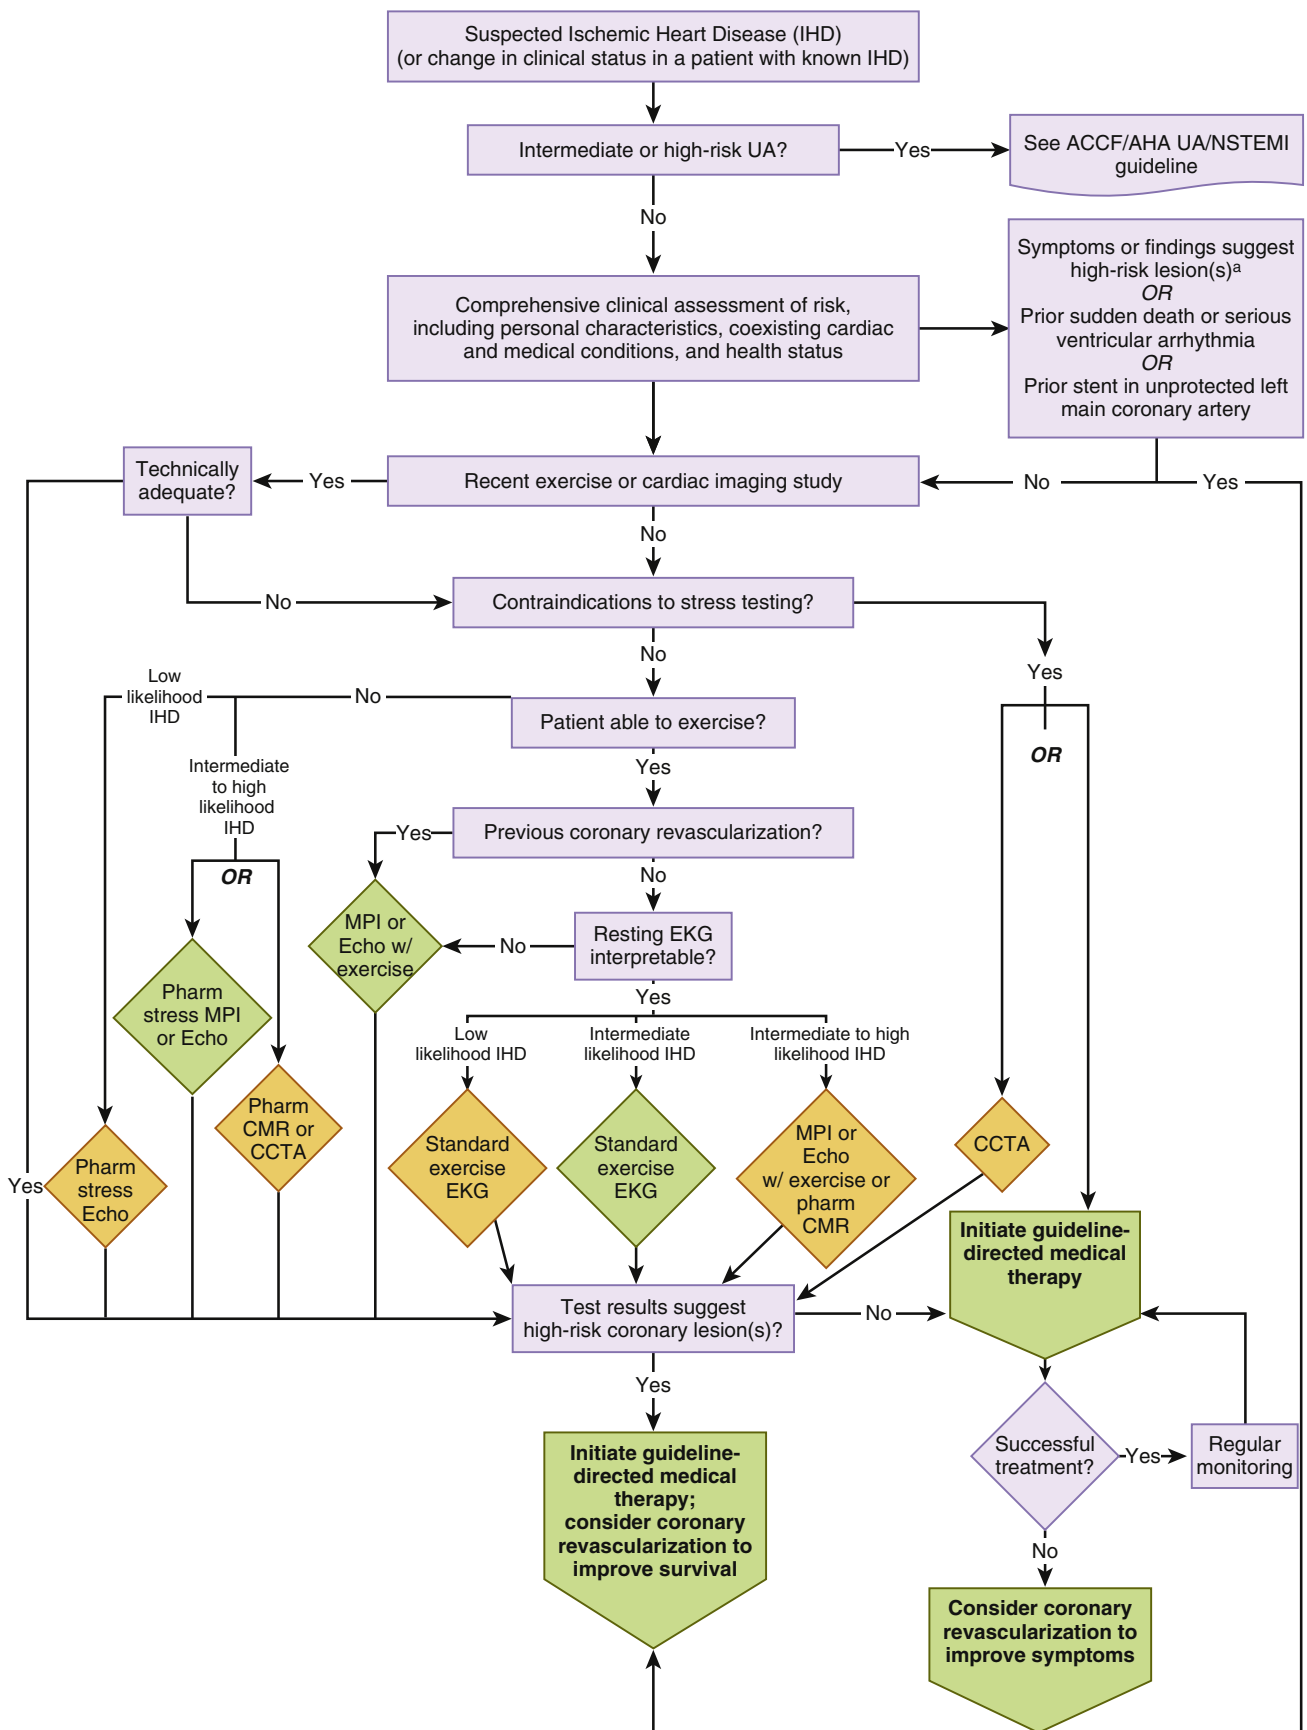 Suspected Ischemic Heart Disease (IHD)
(or change in clinical status in a patient with known IHD)
Intermediate or high-risk UA?
Yes
See ACCF/AHA UA/NSTEMI
guideline
No
Symptoms or findings suggest
high-risk lesion(s)ᵃ
OR
Prior sudden death or serious
ventricular arrhythmia
OR
Prior stent in unprotected left
main coronary artery
Comprehensive clinical assessment of risk,
including personal characteristics, coexisting cardiac
and medical conditions, and health status
Technically
adequate?
Yes
Recent exercise or cardiac imaging study
No
Yes
No
No
Contraindications to stress testing?
No
Yes
Low
likelihood
IHD
No
Patient able to exercise?
OR
Intermediate
to high
likelihood
IHD
Yes
OR
Yes
Previous coronary revascularization?
No
MPI or
Echo w/
exercise
No
Resting EKG
interpretable?
Yes
Pharm
stress MPI
or Echo
Low
likelihood IHD
Intermediate
likelihood IHD
Intermediate to high
likelihood IHD
Pharm
CMR or
CCTA
Standard
exercise
EKG
Standard
exercise
EKG
MPI or
Echo
w/ exercise or
pharm
CMR
CCTA
Yes
Pharm
stress
Echo
Initiate guideline-
directed medical
therapy
Test results suggest
high-risk coronary lesion(s)?
No
Yes
Successful
treatment?
Yes
Regular
monitoring
Initiate guideline-
directed medical
therapy;
consider coronary
revascularization to
improve survival
No
Consider coronary
revascularization to
improve symptoms